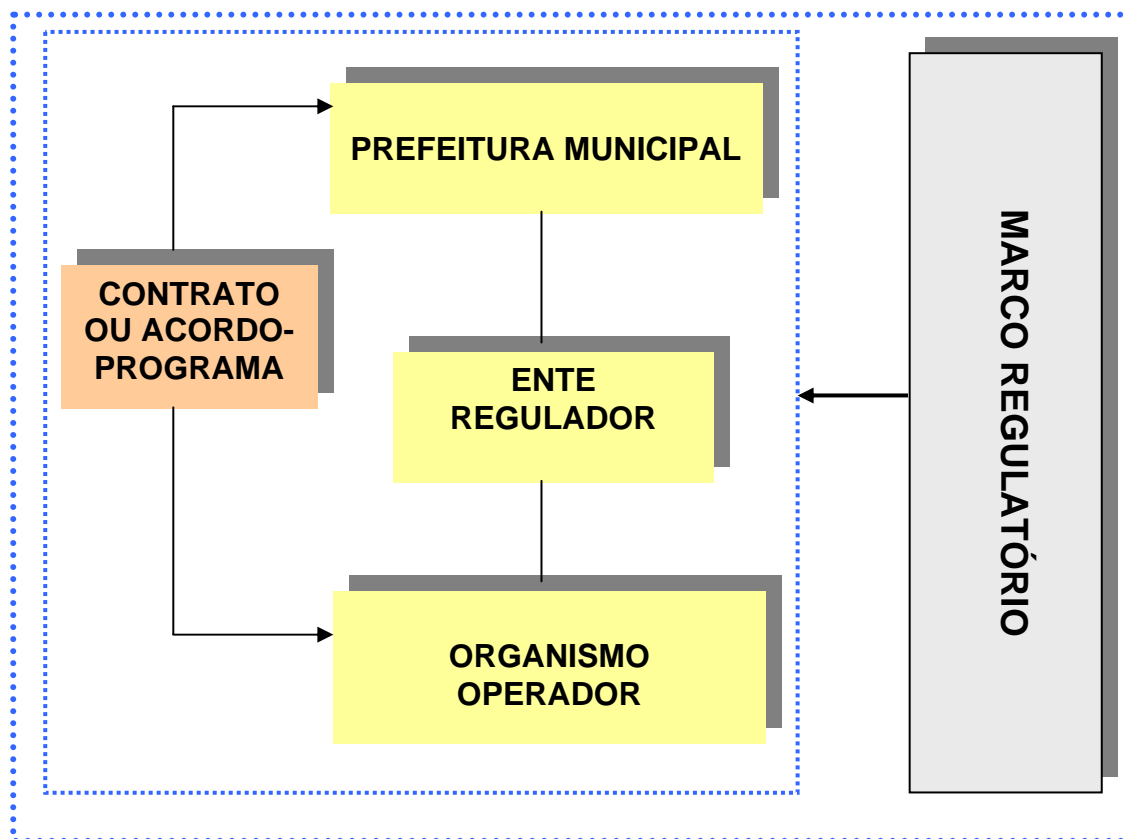 PREFEITURA MUNICIPAL
CONTRATO
OU ACORDO-
PROGRAMA
ENTE
REGULADOR
ORGANISMO
OPERADOR
MARCO REGULATÓRIO